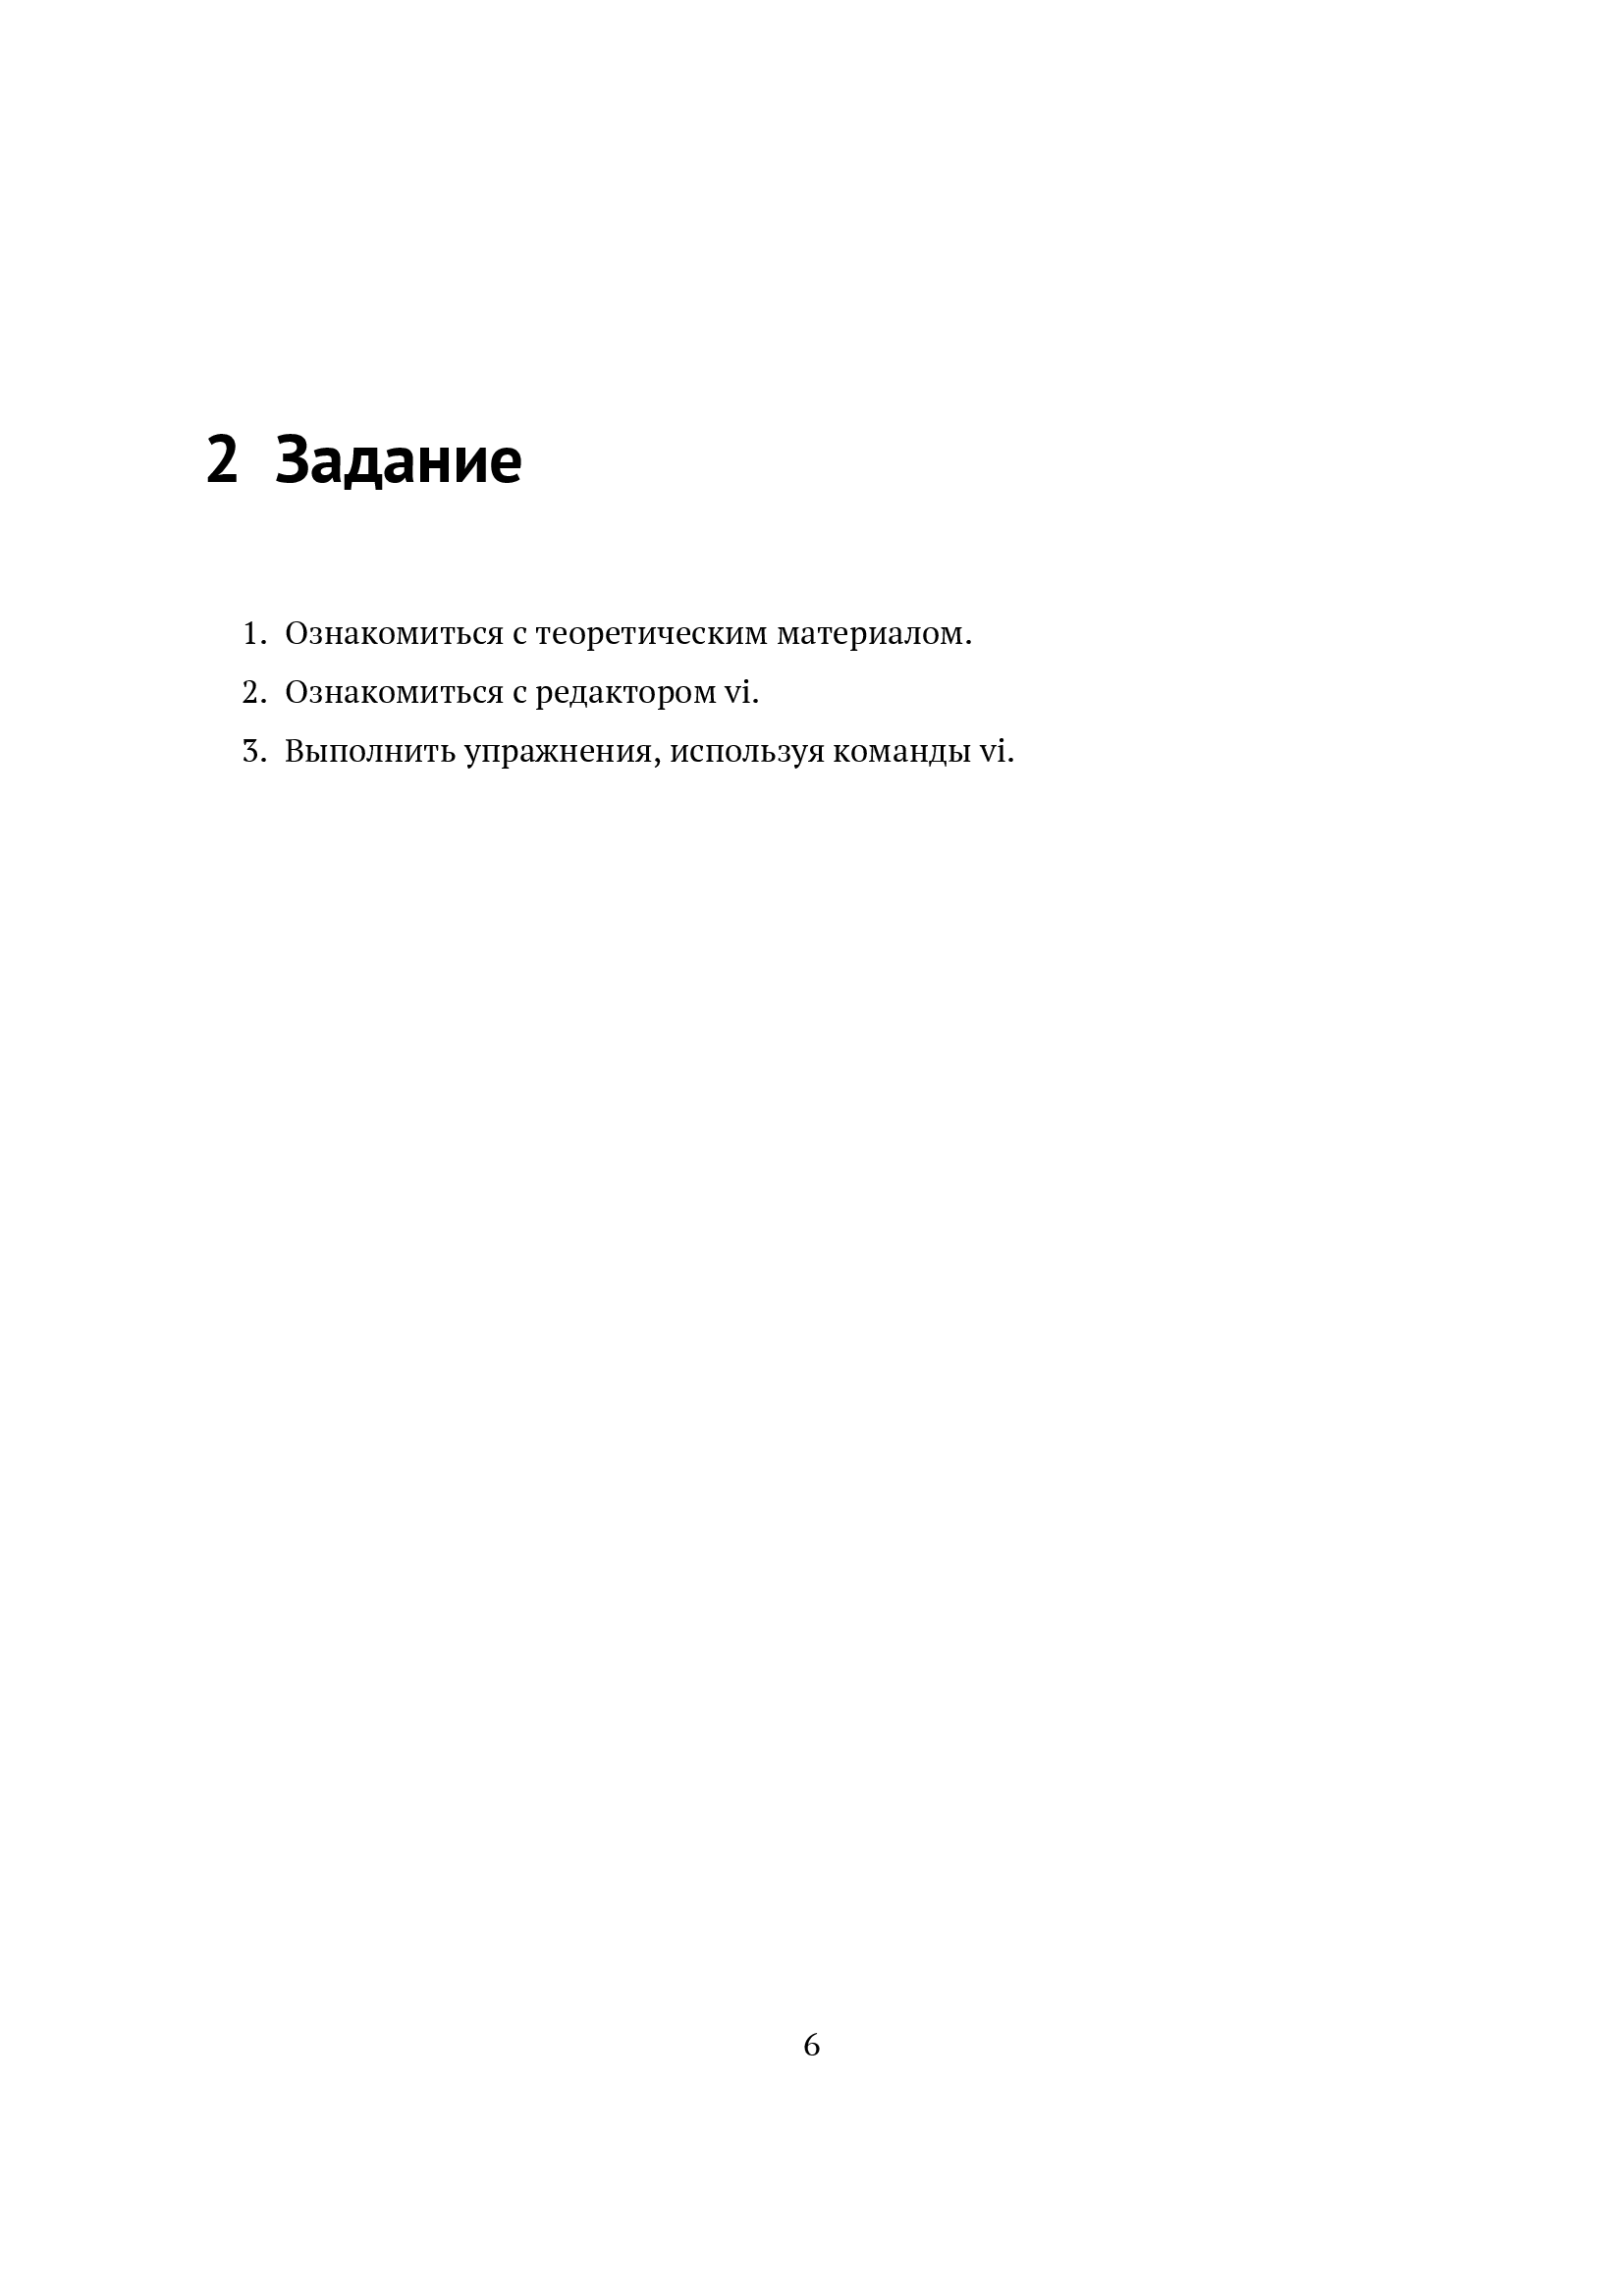 2 Задание
1. Ознакомиться с теоретическим материалом.
2. Ознакомиться с редактором vi.
3. Выполнить упражнения, используя команды vi.
6